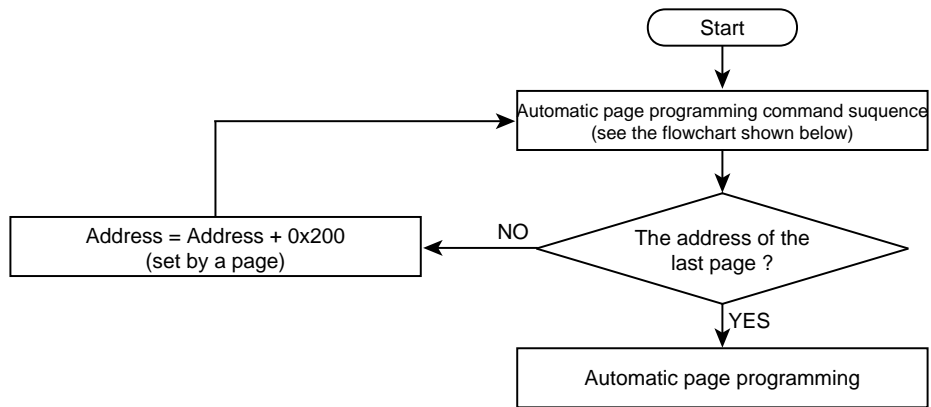 Start
Automatic page programming command suquence
(see the flowchart shown below)
Address = Address + 0x200
(set by a page)
NO
The address of the
last page ?
YES
Automatic page programming